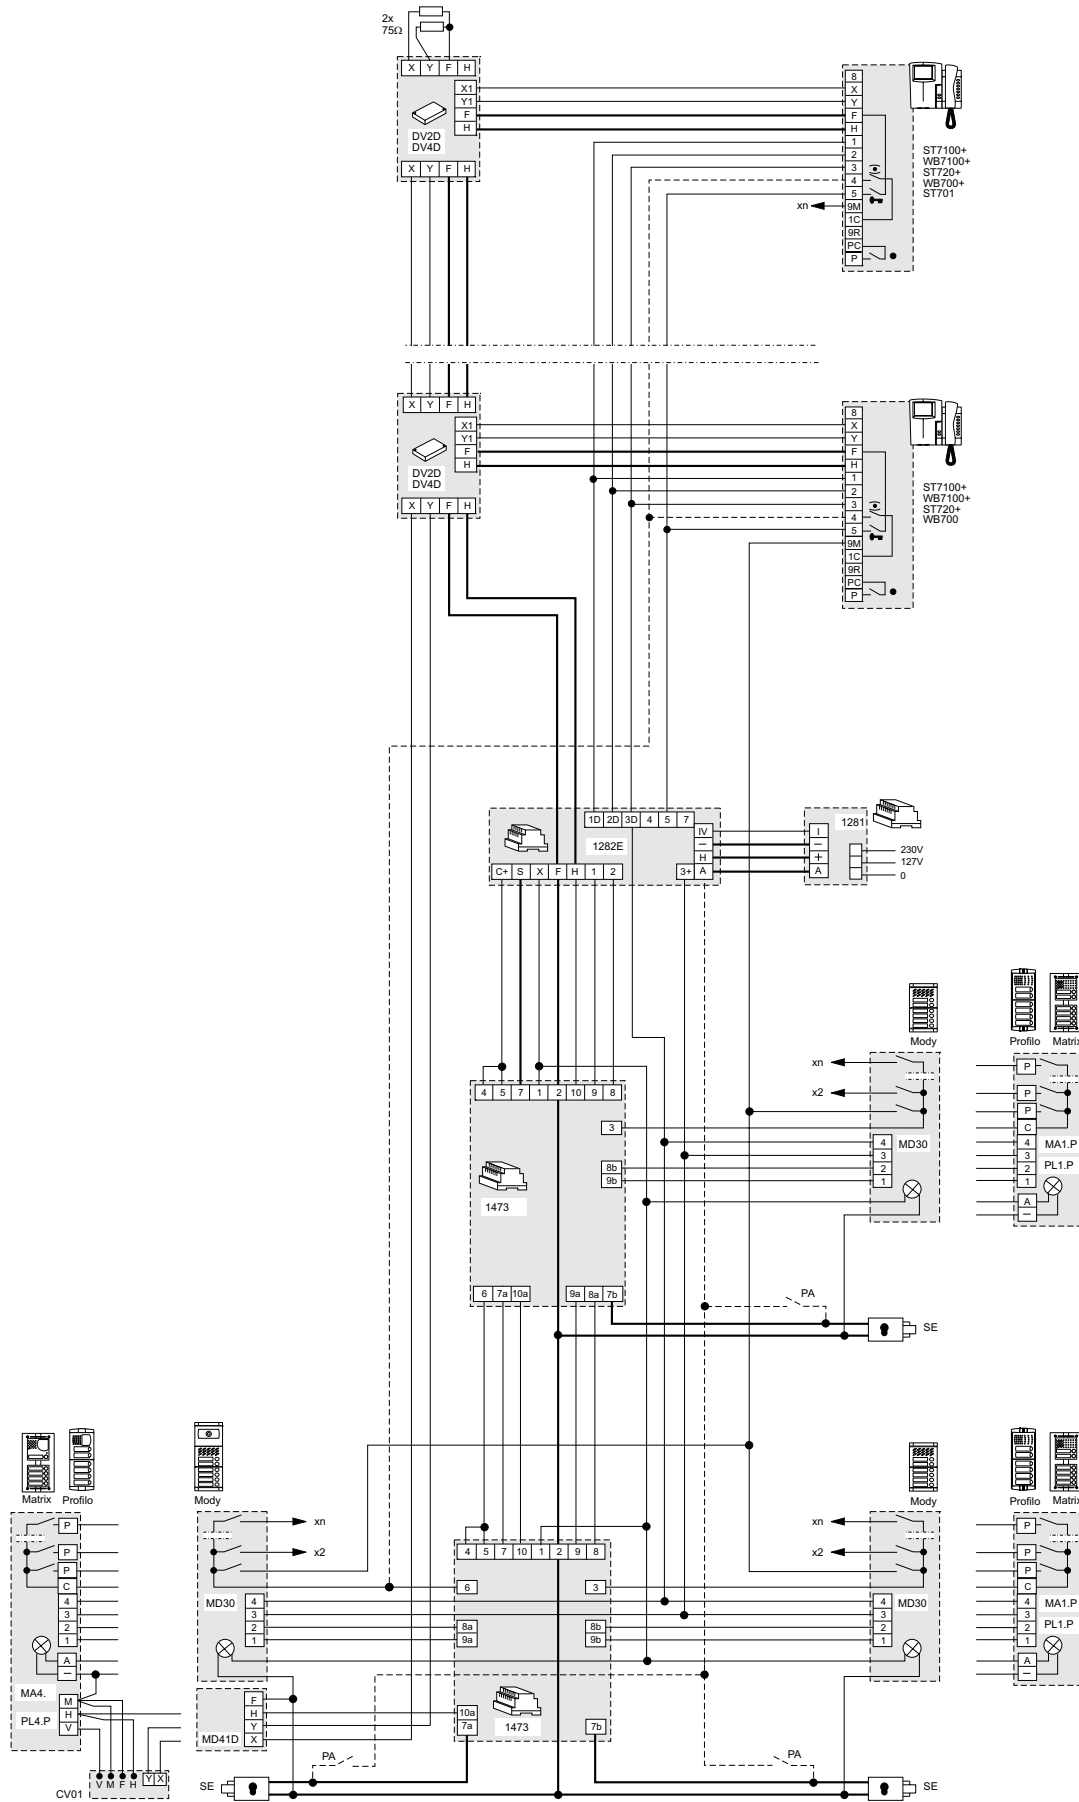 2x
75Ω
X Y F H
X1
Y1
F
H
DV2D
DV4D
X Y F H
8
X
Y
F
H
1
2
3
4
5
9M
1C
9R
PC
P
xn
ST7100+
WB7100+
ST720+
WB700+
ST701
X Y F H
X1
Y1
F
H
DV2D
DV4D
X Y F H
8
X
Y
F
H
1
2
3
4
5
9M
1C
9R
PC
P
ST7100+
WB7100+
ST720+
WB700
1D 2D 3D 4 5 7
IV
–
H
A
1282E
C+ S X F H 1 2 3+
1281
I
–
+
A
230V
127V
0
Mody
Profilo Matrix
xn
x2
4 5 7 1 2 10 9 8
3
8b
9b
1473
6 7a 10a 9a 8a 7b
MD30
4
3
2
1
P
P
P
C
4
3
2
1
A
–
MA1.P
PL1.P
PA
SE
Matrix Profilo
Mody
Mody
Profilo Matrix
P
P
P
C
4
3
2
1
A
–
M
H
V
MA4.
PL4.P
V M F H Y X
CV01
xn
x2
MD30
4
3
2
1
F
H
Y
X
MD41D
4 5 7 10 1 2 9 8
6
3
8a
9a
8b
9b
10a
7a
7b
1473
xn
x2
MD30
4
3
2
1
P
P
P
C
4
3
2
1
A
–
MA1.P
PL1.P
PA
SE
PA
SE